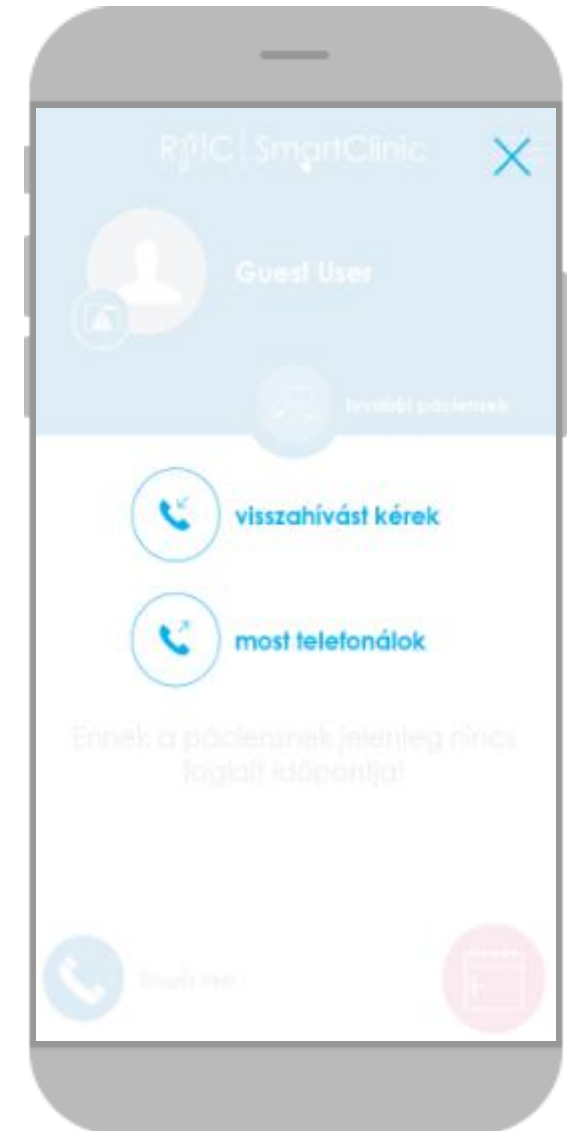 RMC SmartClinic
Guest User
további páciensek
visszahívást kérek
most telefonálok
Ennek a páciensnek jelenleg nincs
foglalt időpontja!